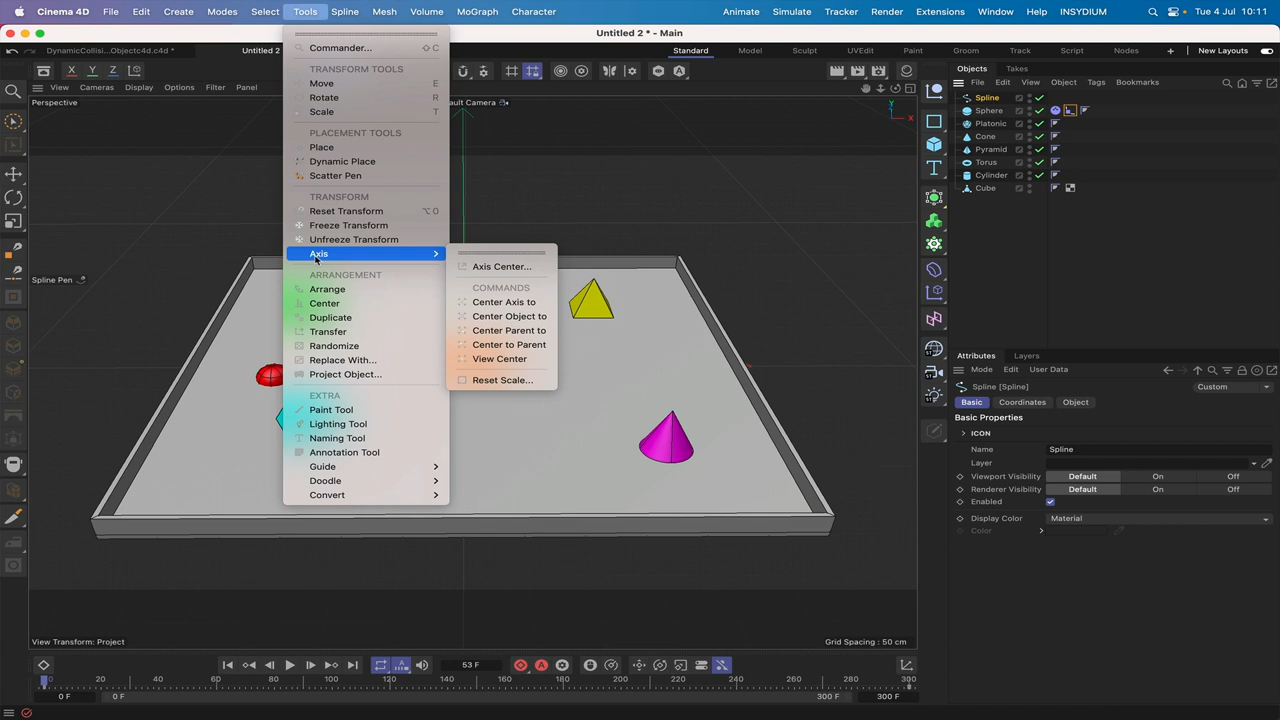 Cinema 4D File Edit Create Modes Select Tools Spline Mesh Volume MoGraph Character Animate Simulate Tracker Render Extensions Window Help INSYDIUM Tue 4 Jul 10:11
Untitled 2 * - Main
DynamicCollisi...Objectc4d.c4d * Untitled 2 Standard Model Sculpt UVEdit Paint Groom Track Script Nodes + New Layouts
X Y Z
View Cameras Display Options Filter Panel
Perspective
ault Camera
Y
X
Spline Pen
Commander... ⇧ C
TRANSFORM TOOLS
Move E
Rotate R
Scale T
PLACEMENT TOOLS
Place
Dynamic Place
Scatter Pen
TRANSFORM
Reset Transform ⌥ 0
Freeze Transform
Unfreeze Transform
Axis
ARRANGEMENT
Arrange
Center
Duplicate
Transfer
Randomize
Replace With...
Project Object...
EXTRA
Paint Tool
Lighting Tool
Naming Tool
Annotation Tool
Guide
Doodle
Convert
Axis Center...
COMMANDS
Center Axis to
Center Object to
Center Parent to
Center to Parent
View Center
Reset Scale...
Objects Takes
File Edit View Object Tags Bookmarks
Spline
Sphere
Platonic
Cone
Pyramid
Torus
Cylinder
Cube
Attributes Layers
Mode Edit User Data
Spline [Spline] Custom
Basic Coordinates Object
Basic Properties
ICON
Name Spline
Layer
Viewport Visibility Default On Off
Renderer Visibility Default On Off
Enabled
Display Color Material
Color
View Transform: Project Grid Spacing : 50 cm
53 F
0 20 40 60 80 100 120 140 160 180 200 220 240 260 280 300
0 F 0 F 300 F 300 F